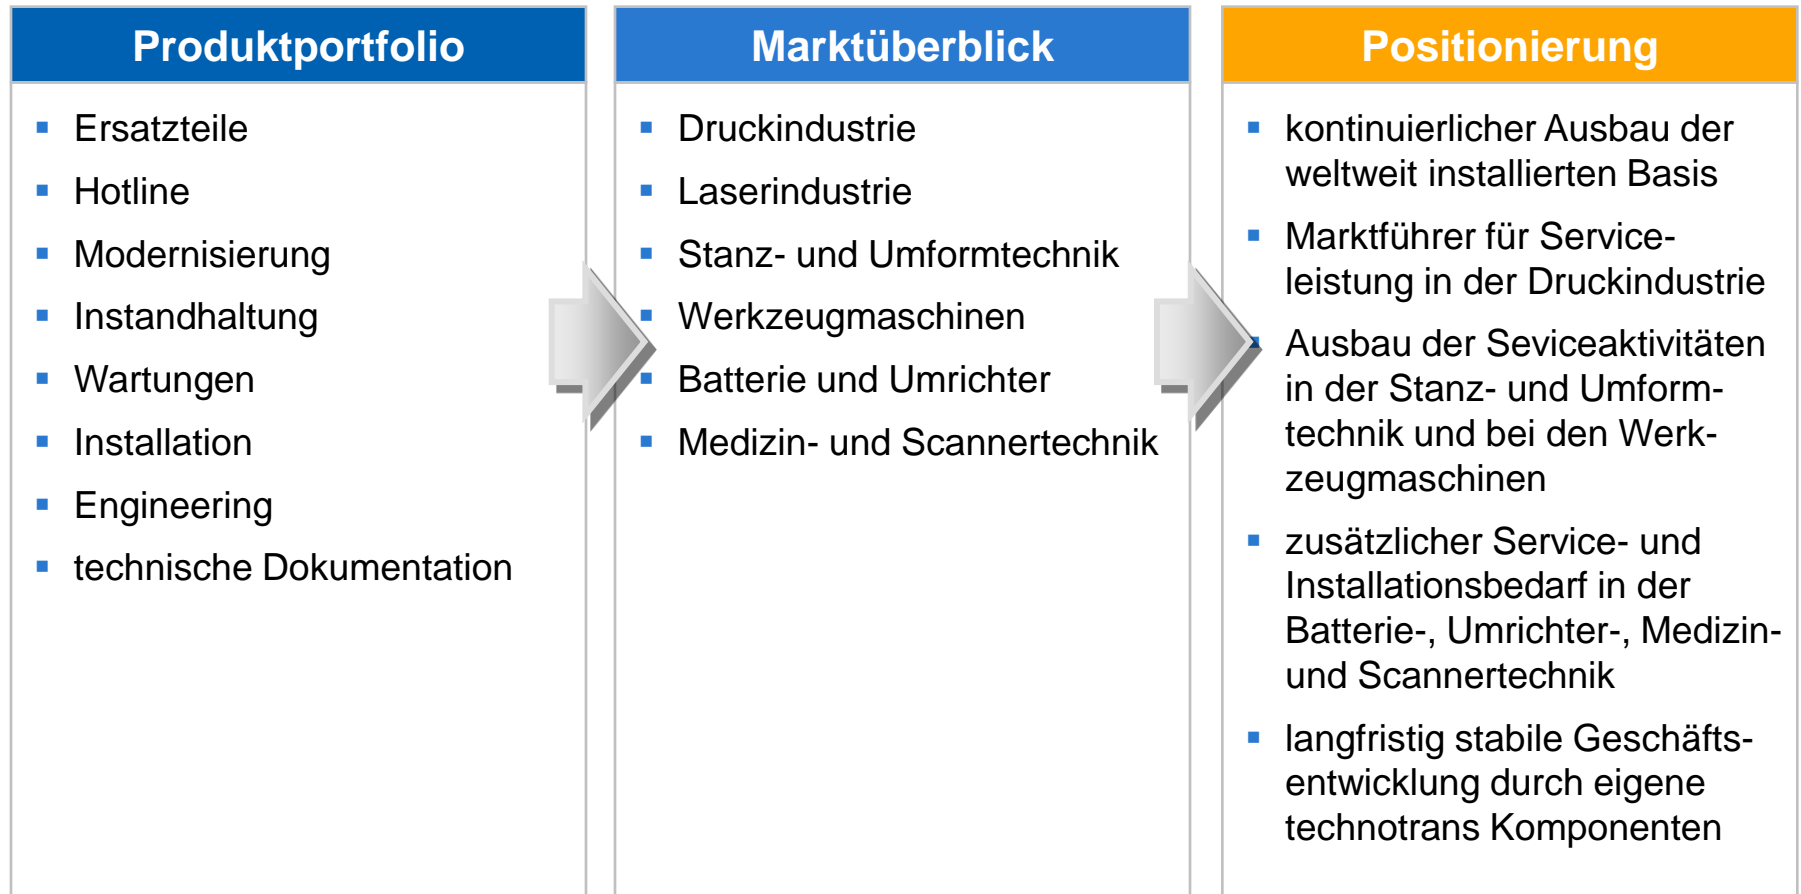 Produktportfolio
Ersatzteile
Hotline
Modernisierung
Instandhaltung
Wartungen
Installation
Engineering
technische Dokumentation
Marktüberblick
Druckindustrie
Laserindustrie
Stanz- und Umformtechnik
Werkzeugmaschinen
Batterie und Umrichter
Medizin- und Scannertechnik
Positionierung
kontinuierlicher Ausbau der
weltweit installierten Basis
Marktführer für Service-
leistung in der Druckindustrie
Ausbau der Seviceaktivitäten
in der Stanz- und Umform-
technik und bei den Werk-
zeugmaschinen
zusätzlicher Service- und
Installationsbedarf in der
Batterie-, Umrichter-, Medizin-
und Scannertechnik
langfristig stabile Geschäfts-
entwicklung durch eigene
technotrans Komponenten